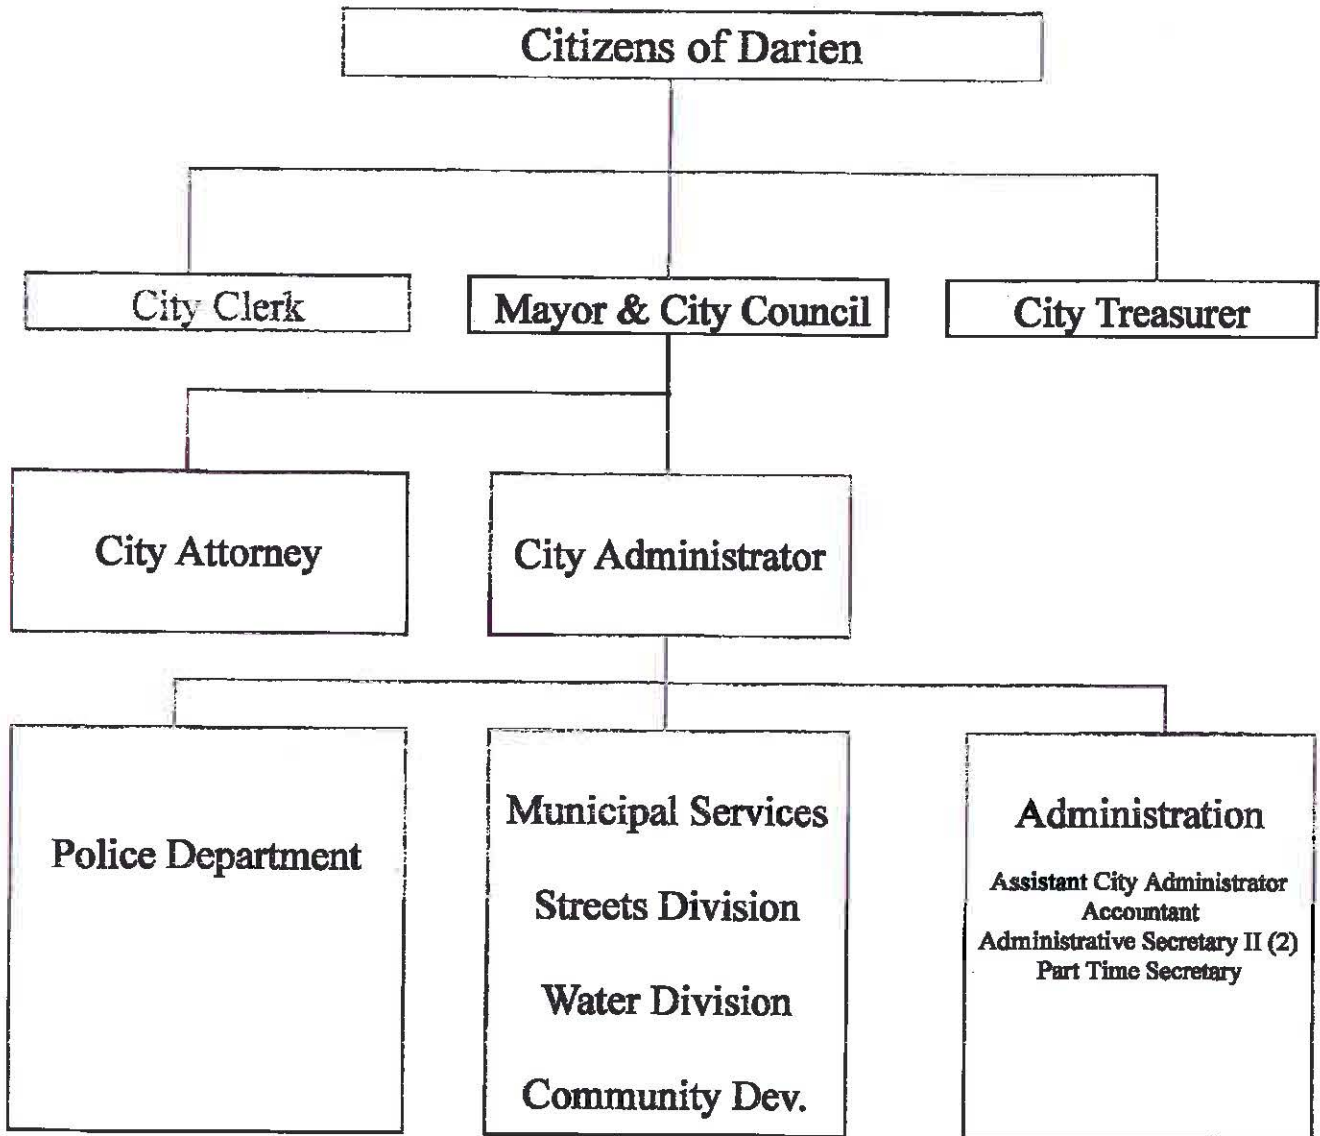 Citizens of Darien
City Clerk
Mayor & City Council
City Treasurer
City Attorney
City Administrator
Police Department
Municipal Services
Streets Division
Water Division
Community Dev.
Administration
Assistant City Administrator
Accountant
Administrative Secretary II (2)
Part Time Secretary